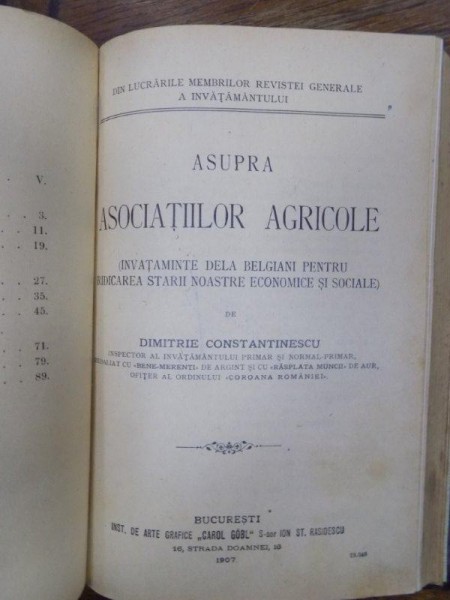 V.
3.
11.
19.
27.
35.
45.
71.
79.
89.
DIN LUCRĂRILE MEMBRILOR REVISTEI GENERALE
A INVĂȚĂMÂNTULUI
ASUPRA
ASOCIAȚIILOR AGRICOLE
(INVAȚAMINTE DELA BELGIANI PENTRU
RIDICAREA STARII NOASTRE ECONOMICE ȘI SOCIALE)
DE
DIMITRIE CONSTANTINESCU
INSPECTOR AL INVĂȚĂMÂNTULUI PRIMAR ȘI NORMAL-PRIMAR,
CU «BENE-MERENTI» DE ARGINT ȘI CU «RĂSPLATA MUNCII» DE AUR,
OFIȚER AL ORDINULUI «COROANA ROMÂNIEI».
BUCUREȘTI
INST. DE ARTE GRAFICE „CAROL GÖBL" S-sor ION ST. RASIDESCU
16, STRADA DOAMNEI, 16
1907